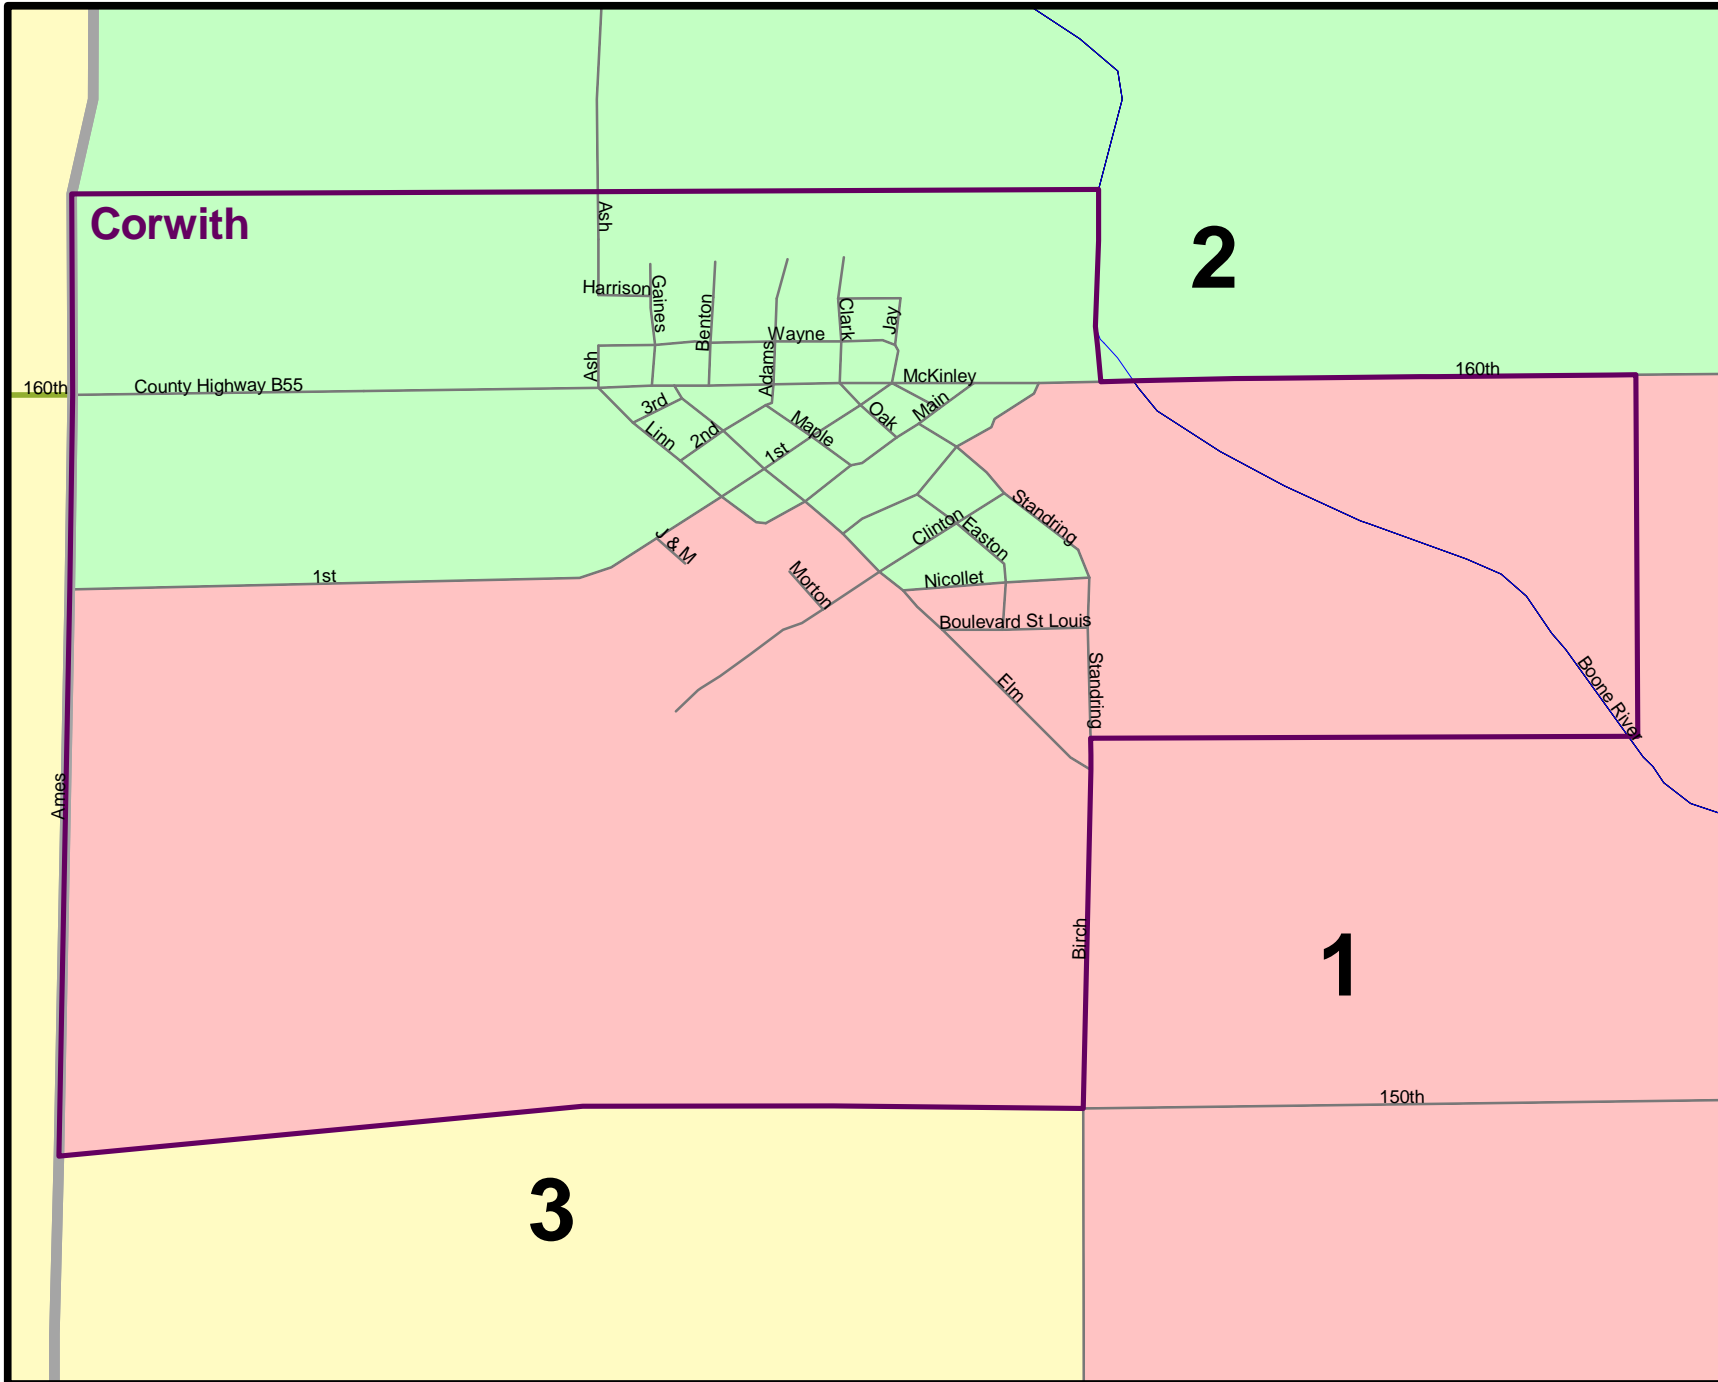 Corwith
Ash
2
Harrison
Gaines
Benton
Clark
Jay
Wayne
Adams
Ash
160th
County Highway B55
McKinley
160th
3rd
Linn
2nd
1st
Maple
Oak
Main
J & M
1st
Morton
Clinton
Easton
Standring
Nicollet
Boulevard St Louis
Elm
Standring
Boone River
Ames
Birch
1
150th
3